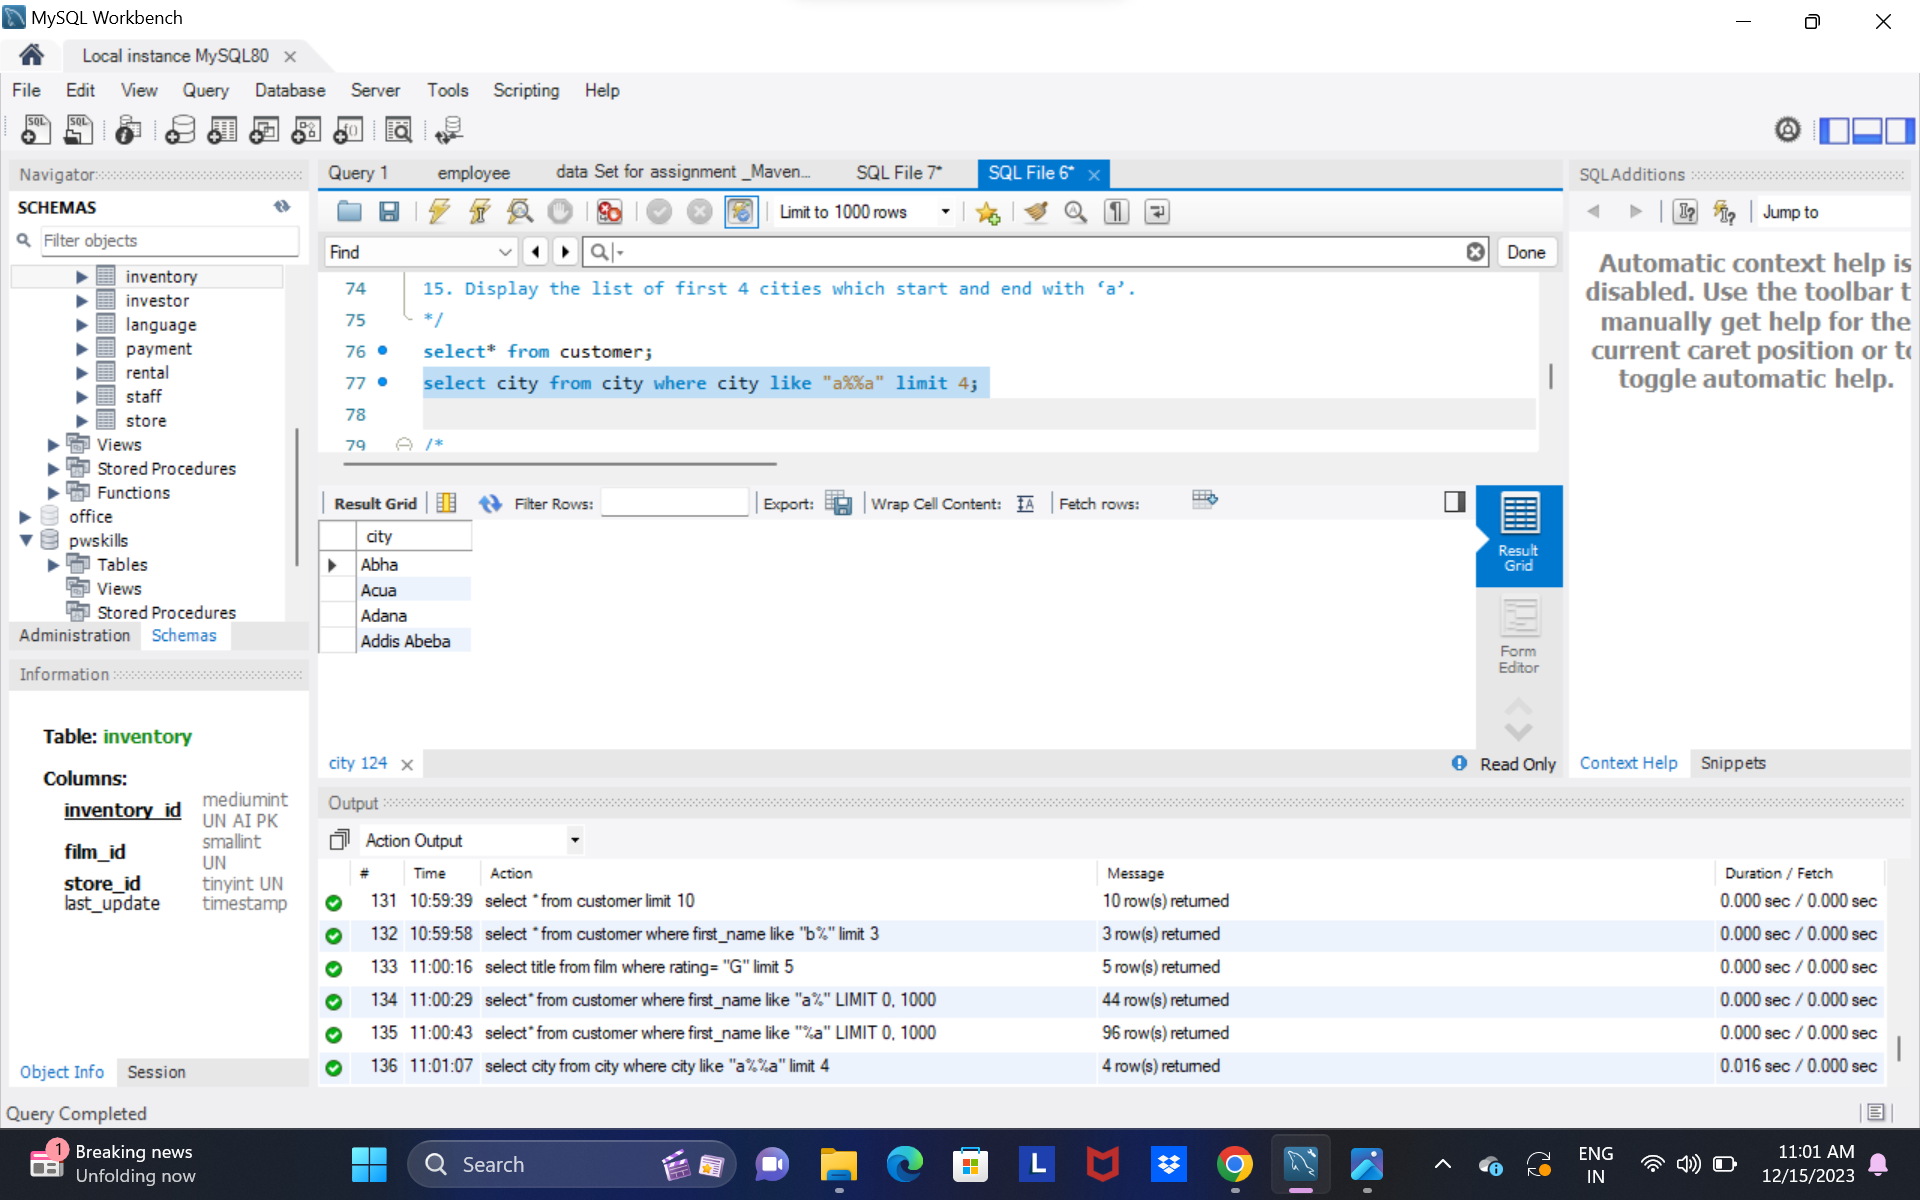 MySQL Workbench
Local instance MySQL80
File Edit View Query Database Server Tools Scripting Help
Navigator
SCHEMAS
Filter objects
inventory
investor
language
payment
rental
staff
store
Views
Stored Procedures
Functions
office
pwskills
Tables
Views
Stored Procedures
Administration Schemas
Information
Table: inventory
Columns:
inventory_id mediumint UN AI PK
film_id smallint UN
store_id tinyint UN
last_update timestamp
Object Info Session
Query Completed
Query 1 employee data Set for assignment _Maven... SQL File 7* SQL File 6*
Limit to 1000 rows
Find Done
74 15. Display the list of first 4 cities which start and end with ‘a’.
75 */
76 select* from customer;
77 select city from city where city like "a%%a" limit 4;
78
79 /*
Result Grid Filter Rows: Export: Wrap Cell Content: Fetch rows:
city
Abha
Acua
Adana
Addis Abeba
Result Grid
Form Editor
city 124
Read Only
Output
Action Output
# Time Action Message Duration / Fetch
131 10:59:39 select * from customer limit 10 10 row(s) returned 0.000 sec / 0.000 sec
132 10:59:58 select * from customer where first_name like "b%" limit 3 3 row(s) returned 0.000 sec / 0.000 sec
133 11:00:16 select title from film where rating= "G" limit 5 5 row(s) returned 0.000 sec / 0.000 sec
134 11:00:29 select* from customer where first_name like "a%" LIMIT 0, 1000 44 row(s) returned 0.000 sec / 0.000 sec
135 11:00:43 select* from customer where first_name like "%a" LIMIT 0, 1000 96 row(s) returned 0.000 sec / 0.000 sec
136 11:01:07 select city from city where city like "a%%a" limit 4 4 row(s) returned 0.016 sec / 0.000 sec
SQLAdditions
Jump to
Automatic context help is
disabled. Use the toolbar t
manually get help for the
current caret position or to
toggle automatic help.
Context Help Snippets
1
Breaking news
Unfolding now
Search
L
ENG
IN
11:01 AM
12/15/2023